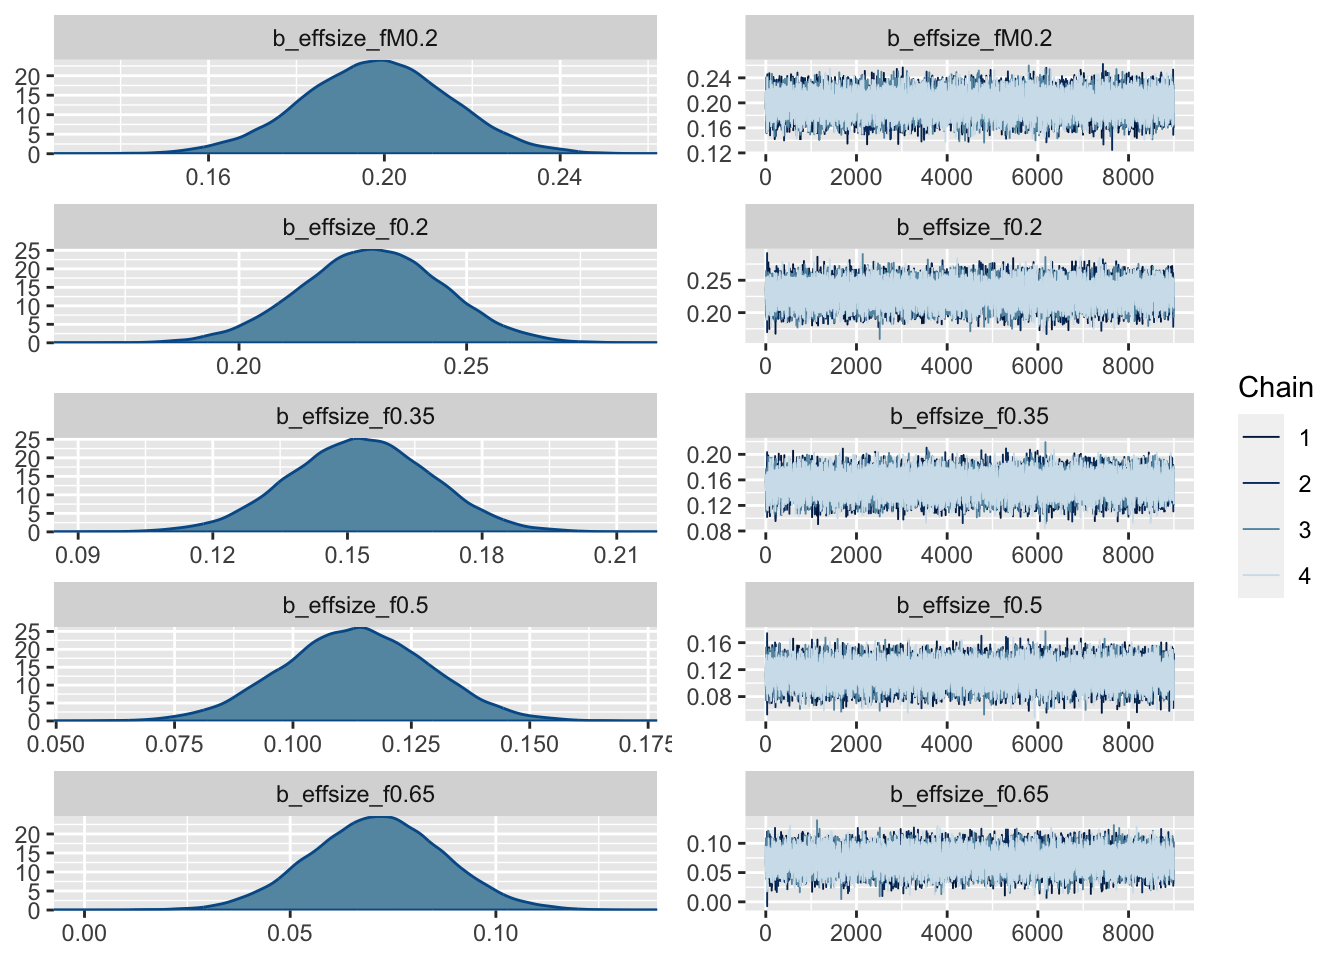 b_effsize_fM0.2
20
15
10
5
0
0.16 0.20 0.24
b_effsize_fM0.2
0.24
0.20
0.16
0.12
0 2000 4000 6000 8000
b_effsize_f0.2
25
20
15
10
5
0
0.20 0.25
b_effsize_f0.2
0.25
0.20
0 2000 4000 6000 8000
b_effsize_f0.35
25
20
15
10
5
0
0.09 0.12 0.15 0.18 0.21
b_effsize_f0.35
0.20
0.16
0.12
0.08
0 2000 4000 6000 8000
b_effsize_f0.5
25
20
15
10
5
0
0.050 0.075 0.100 0.125 0.150 0.175
b_effsize_f0.5
0.16
0.12
0.08
0 2000 4000 6000 8000
b_effsize_f0.65
20
15
10
5
0
0.00 0.05 0.10
b_effsize_f0.65
0.10
0.05
0.00
0 2000 4000 6000 8000
Chain
1
2
3
4